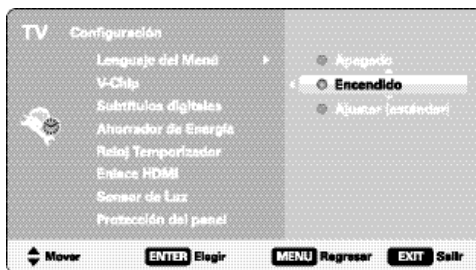 TV Configuración
Lenguaje del Menú
V-Chip
Subtítulos digitales
Ahorrador de Energía
Reloj Temporizador
Enlace HDMI
Sensor de Luz
Protección del panel
Apagado
Encendido
Ajustar (estándar)
Mover ENTER Elegir MENU Regresar EXIT Salir